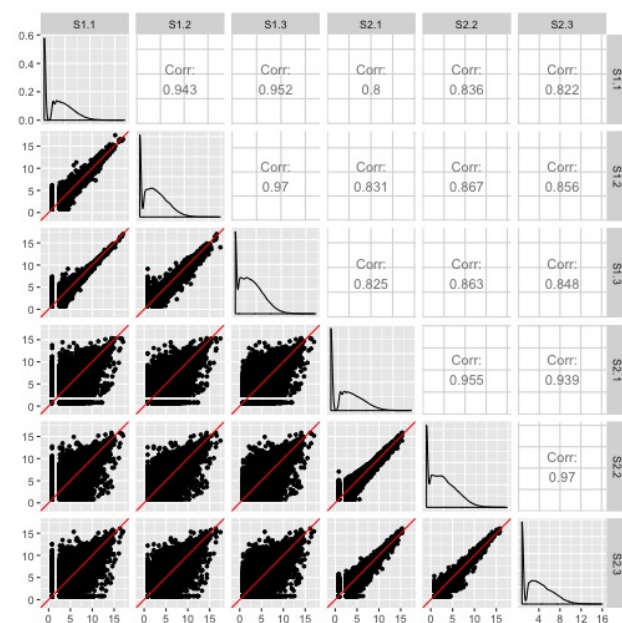 S1.1 S1.2 S1.3 S2.1 S2.2 S2.3
0.6
0.4
0.2
0.0
Corr:
0.943
Corr:
0.952
Corr:
0.8
Corr:
0.836
Corr:
0.822
S1.1
15
10
5
0
Corr:
0.97
Corr:
0.831
Corr:
0.867
Corr:
0.856
S1.2
15
10
5
0
Corr:
0.825
Corr:
0.863
Corr:
0.848
S1.3
15
10
5
0
Corr:
0.955
Corr:
0.939
S2.1
15
10
5
0
Corr:
0.97
S2.2
15
10
5
0
S2.3
0 5 10 15 0 5 10 15 0 5 10 15 0 5 10 15 0 5 10 15 4 8 12 16